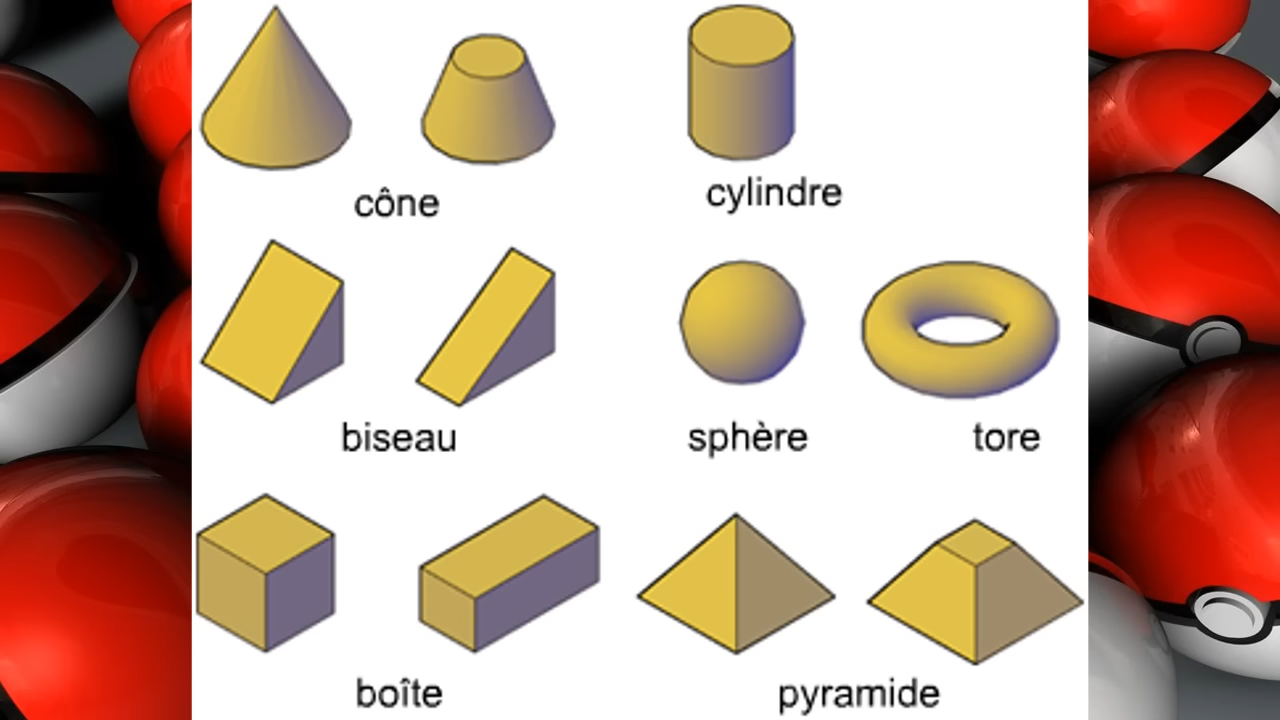 cône
cylindre
biseau
sphère
tore
boîte
pyramide